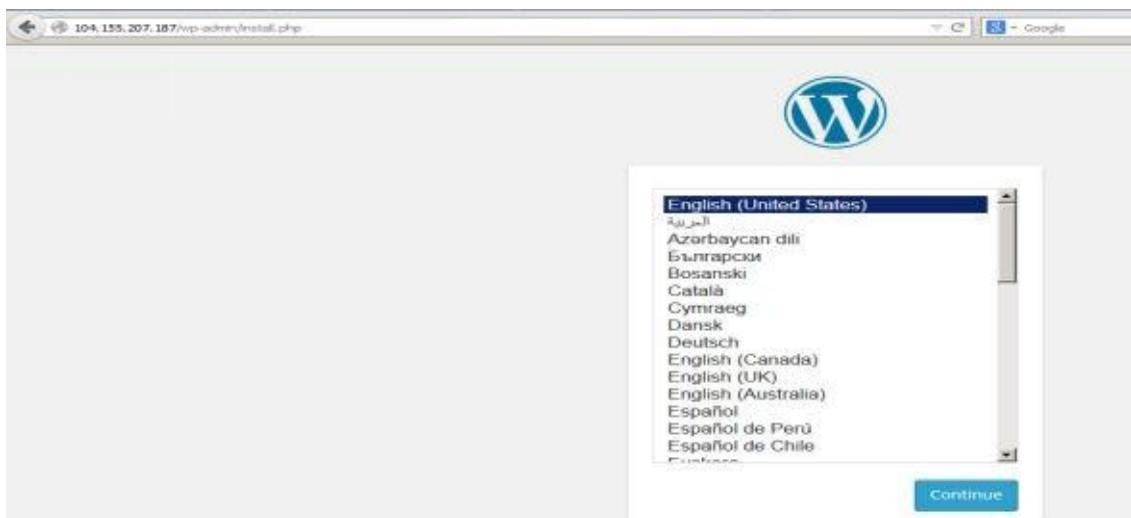 104.155.207.187/wp-admin/install.php
Google
English (United States)
العربية
Azərbaycan dili
Български
Bosanski
Català
Cymraeg
Dansk
Deutsch
English (Canada)
English (UK)
English (Australia)
Español
Español de Perú
Español de Chile
Continue